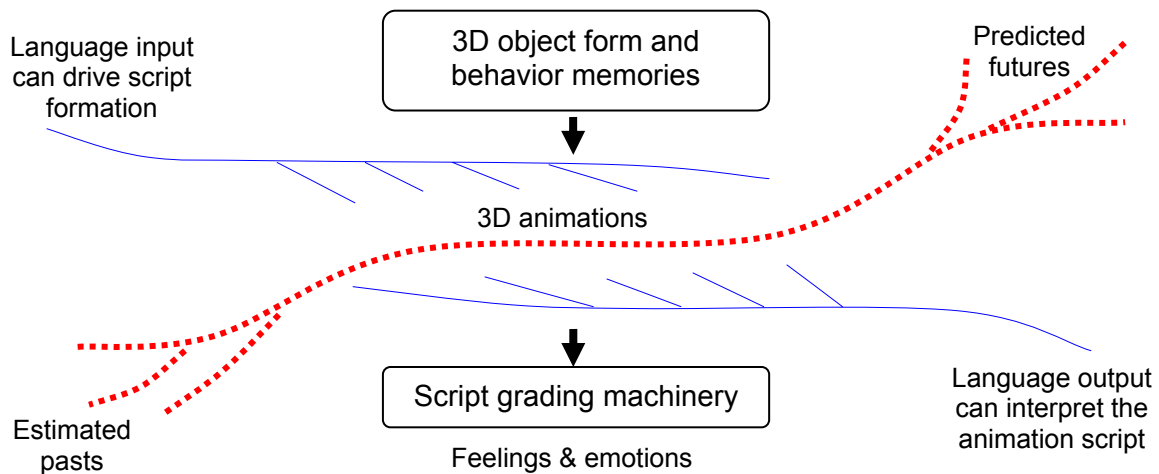 Language input
can drive script
formation
3D object form and
behavior memories
Predicted
futures
3D animations
Estimated
pasts
Script grading machinery
Feelings & emotions
Language output
can interpret the
animation script